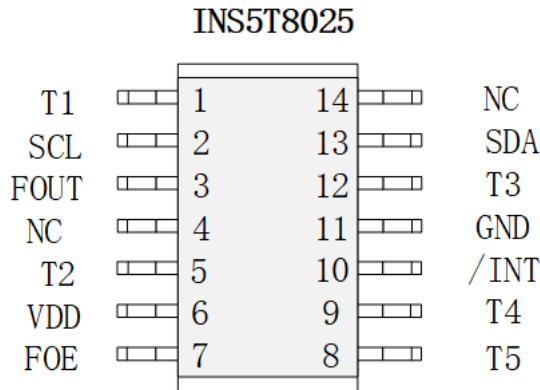 INS5T8025
T1 1 14 NC
SCL 2 13 SDA
FOUT 3 12 T3
NC 4 11 GND
T2 5 10 /INT
VDD 6 9 T4
FOE 7 8 T5